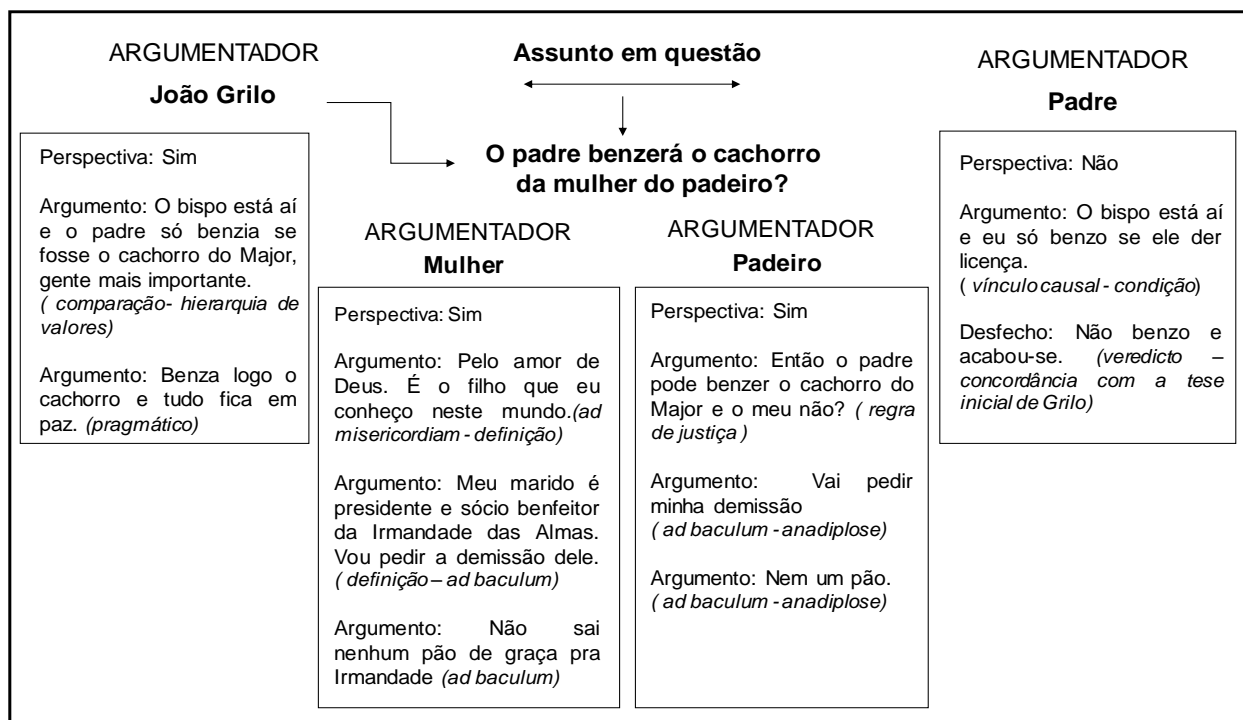 ARGUMENTADOR
João Grilo
Perspectiva: Sim
Argumento: O bispo está aí
e o padre só benzia se
fosse o cachorro do Major,
gente mais importante.
( comparação- hierarquia de
valores)
Argumento: Benza logo o
cachorro e tudo fica em
paz. (pragmático)
Assunto em questão
O padre benzerá o cachorro
da mulher do padeiro?
ARGUMENTADOR
Mulher
Perspectiva: Sim
Argumento: Pelo amor de
Deus. É o filho que eu
conheço neste mundo.(ad
misericordiam - definição)
Argumento: Meu marido é
presidente e sócio benfeitor
da Irmandade das Almas.
Vou pedir a demissão dele.
( definição – ad baculum)
Argumento: Não sai
nenhum pão de graça pra
Irmandade (ad baculum)
ARGUMENTADOR
Padeiro
Perspectiva: Sim
Argumento: Então o padre
pode benzer o cachorro do
Major e o meu não? ( regra
de justiça )
Argumento: Vai pedir
minha demissão
( ad baculum - anadiplose)
Argumento: Nem um pão.
( ad baculum - anadiplose)
ARGUMENTADOR
Padre
Perspectiva: Não
Argumento: O bispo está aí
e eu só benzo se ele der
licença.
( vínculo causal - condição)
Desfecho: Não benzo e
acabou-se. (veredicto –
concordância com a tese
inicial de Grilo)